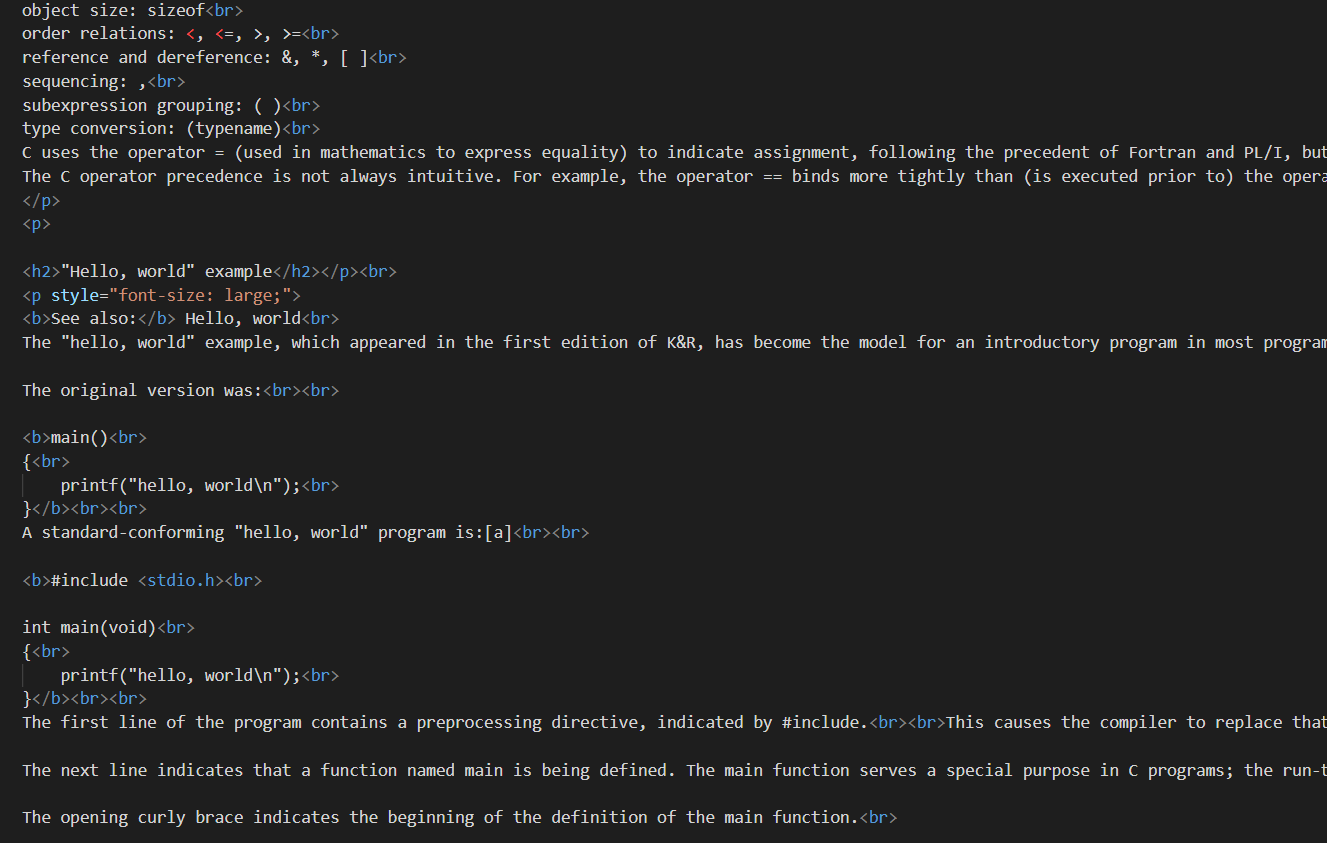 object size: sizeof<br>
order relations: <, <=, >, >=<br>
reference and dereference: &, *, [ ]<br>
sequencing: ,<br>
subexpression grouping: ( )<br>
type conversion: (typename)<br>
C uses the operator = (used in mathematics to express equality) to indicate assignment, following the precedent of Fortran and PL/I, but
The C operator precedence is not always intuitive. For example, the operator == binds more tightly than (is executed prior to) the opera
</p>
<p>
<h2>"Hello, world" example</h2></p><br>
<p style="font-size: large;">
<b>See also:</b> Hello, world<br>
The "hello, world" example, which appeared in the first edition of K&R, has become the model for an introductory program in most program
The original version was:<br><br>
<b>main()<br>
{<br>
    printf("hello, world\n");<br>
}</b><br><br>
A standard-conforming "hello, world" program is:[a]<br><br>
<b>#include <stdio.h><br>
int main(void)<br>
{<br>
    printf("hello, world\n");<br>
}</b><br><br>
The first line of the program contains a preprocessing directive, indicated by #include.<br><br>This causes the compiler to replace that
The next line indicates that a function named main is being defined. The main function serves a special purpose in C programs; the run-t
The opening curly brace indicates the beginning of the definition of the main function.<br>